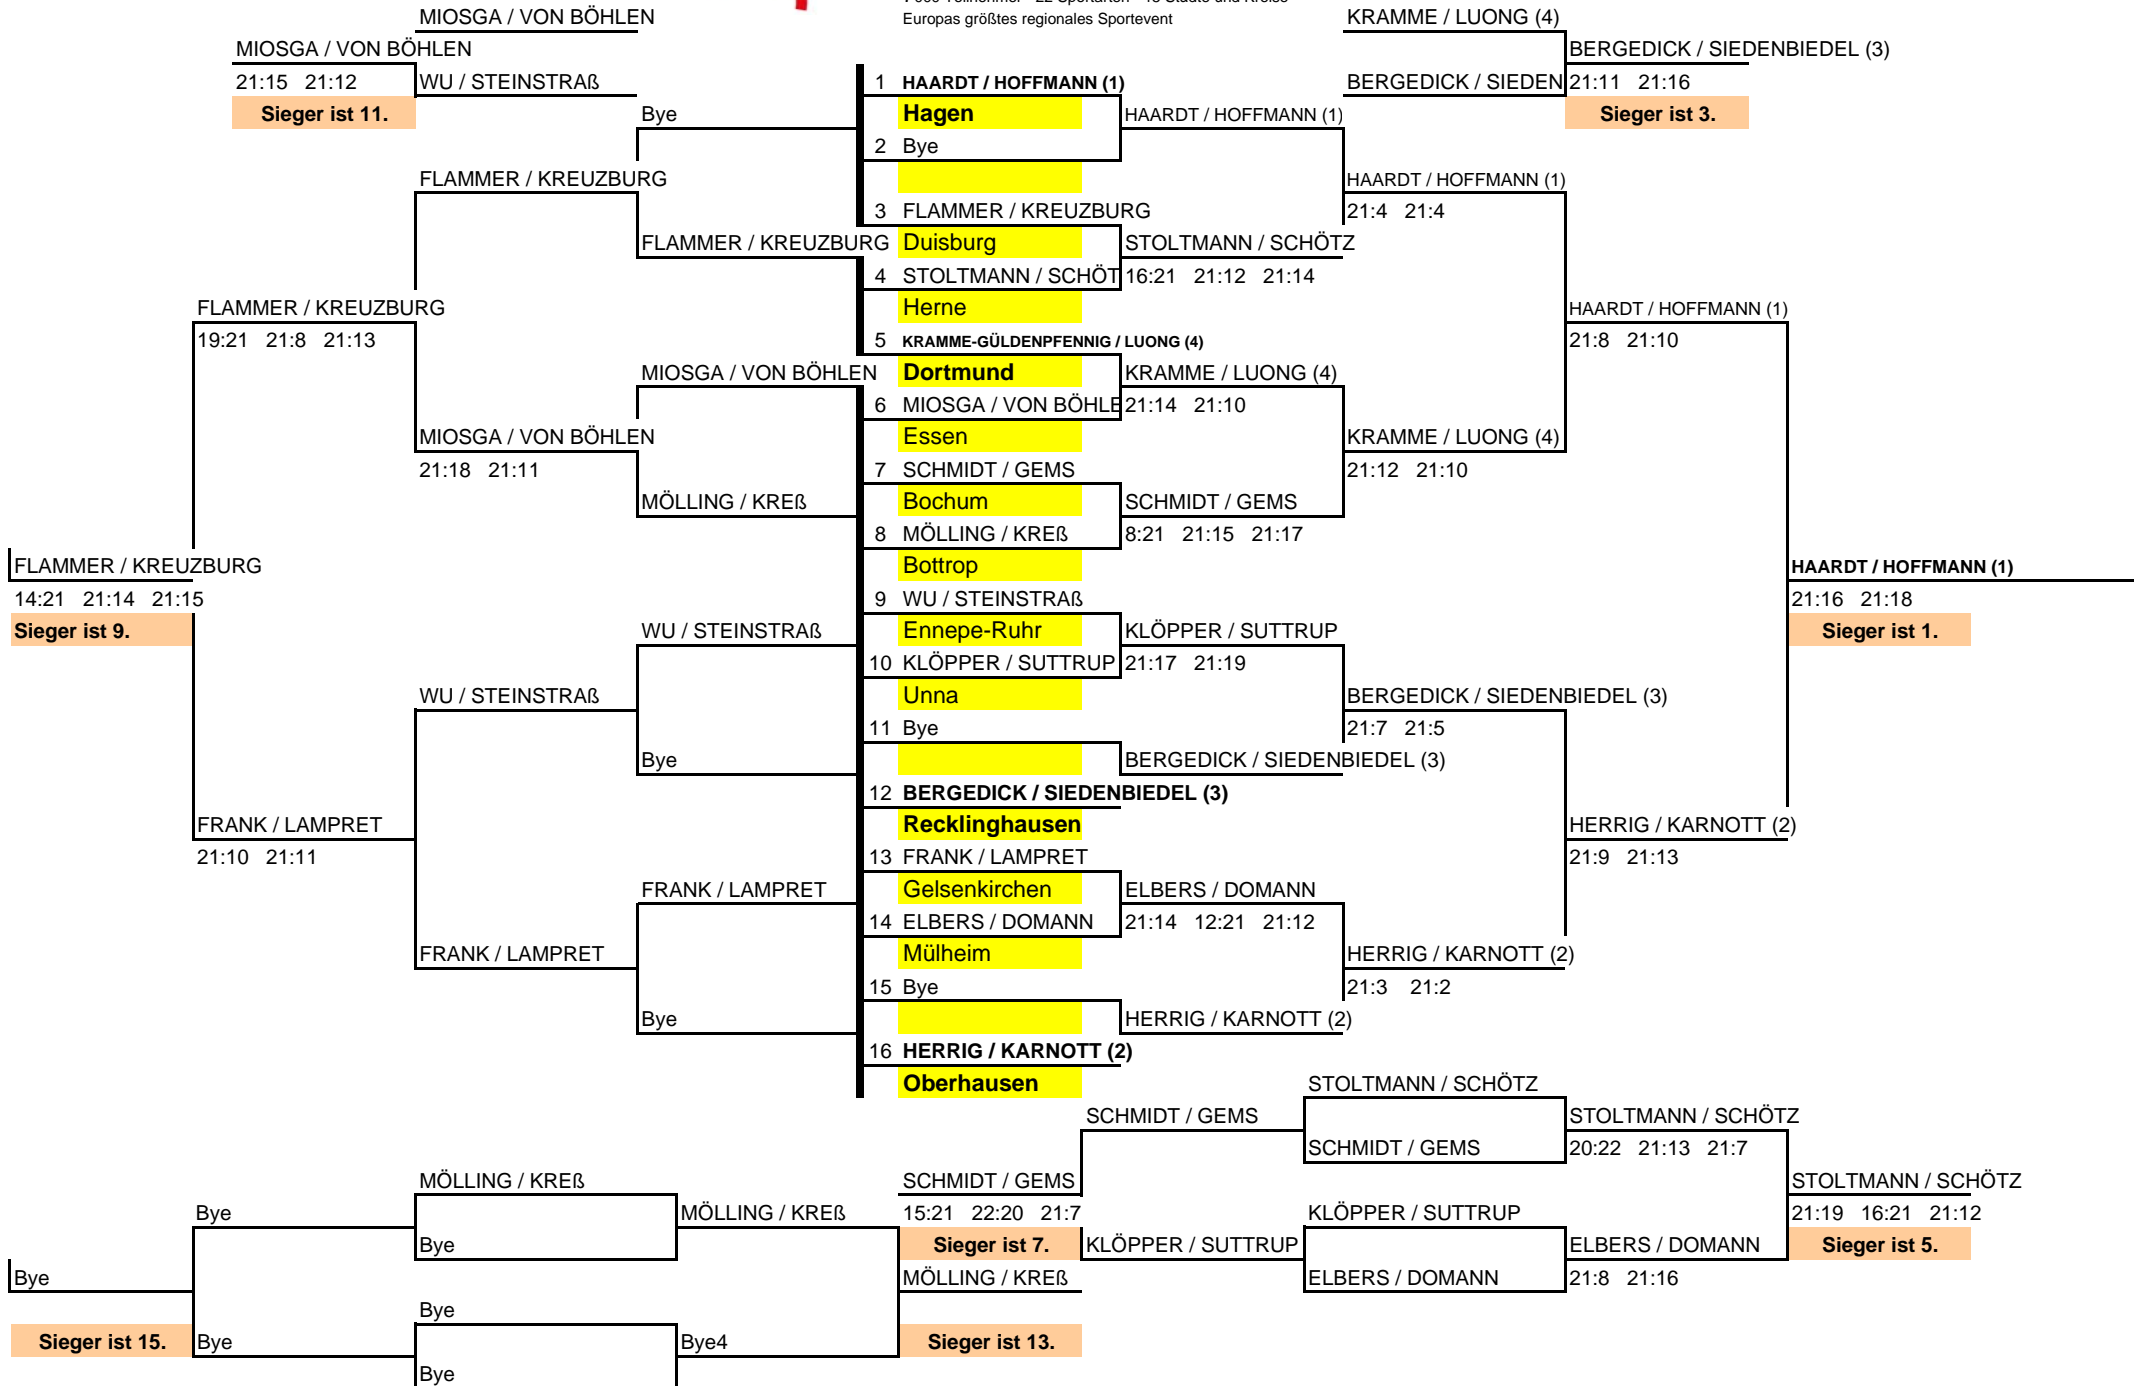 MIOSGA / VON BÖHLEN
Europas größtes regionales Sportevent
KRAMME / LUONG (4)
MIOSGA / VON BÖHLEN
BERGEDICK / SIEDENBIEDEL (3)
21:15 21:12
WU / STEINSTRAß
1 HAARDT / HOFFMANN (1)
BERGEDICK / SIEDEN
21:11 21:16
Sieger ist 11.
Bye
Hagen
HAARDT / HOFFMANN (1)
Sieger ist 3.
2 Bye
FLAMMER / KREUZBURG
HAARDT / HOFFMANN (1)
3 FLAMMER / KREUZBURG
21:4 21:4
FLAMMER / KREUZBURG
Duisburg
STOLTMANN / SCHÖTZ
4 STOLTMANN / SCHÖT
16:21 21:12 21:14
FLAMMER / KREUZBURG
Herne
HAARDT / HOFFMANN (1)
19:21 21:8 21:13
5 KRAMME-GÜLDENPFENNIG / LUONG (4)
21:8 21:10
MIOSGA / VON BÖHLEN
Dortmund
KRAMME / LUONG (4)
6 MIOSGA / VON BÖHLE
21:14 21:10
MIOSGA / VON BÖHLEN
Essen
KRAMME / LUONG (4)
21:18 21:11
7 SCHMIDT / GEMS
21:12 21:10
MÖLLING / KREß
Bochum
SCHMIDT / GEMS
8 MÖLLING / KREß
8:21 21:15 21:17
FLAMMER / KREUZBURG
Bottrop
HAARDT / HOFFMANN (1)
14:21 21:14 21:15
9 WU / STEINSTRAß
21:16 21:18
Sieger ist 9.
WU / STEINSTRAß
Ennepe-Ruhr
KLÖPPER / SUTTRUP
Sieger ist 1.
10 KLÖPPER / SUTTRUP
21:17 21:19
WU / STEINSTRAß
Unna
BERGEDICK / SIEDENBIEDEL (3)
11 Bye
21:7 21:5
Bye
BERGEDICK / SIEDENBIEDEL (3)
12 BERGEDICK / SIEDENBIEDEL (3)
FRANK / LAMPRET
Recklinghausen
HERRIG / KARNOTT (2)
21:10 21:11
13 FRANK / LAMPRET
21:9 21:13
FRANK / LAMPRET
Gelsenkirchen
ELBERS / DOMANN
14 ELBERS / DOMANN
21:14 12:21 21:12
FRANK / LAMPRET
Mülheim
HERRIG / KARNOTT (2)
15 Bye
21:3 21:2
Bye
HERRIG / KARNOTT (2)
16 HERRIG / KARNOTT (2)
Oberhausen
STOLTMANN / SCHÖTZ
SCHMIDT / GEMS
STOLTMANN / SCHÖTZ
SCHMIDT / GEMS
20:22 21:13 21:7
MÖLLING / KREß
SCHMIDT / GEMS
STOLTMANN / SCHÖTZ
Bye
MÖLLING / KREß
15:21 22:20 21:7
KLÖPPER / SUTTRUP
21:19 16:21 21:12
Bye
Sieger ist 7.
KLÖPPER / SUTTRUP
ELBERS / DOMANN
Sieger ist 5.
Bye
MÖLLING / KREß
ELBERS / DOMANN
21:8 21:16
Bye
Sieger ist 15.
Bye
Bye4
Sieger ist 13.
Bye